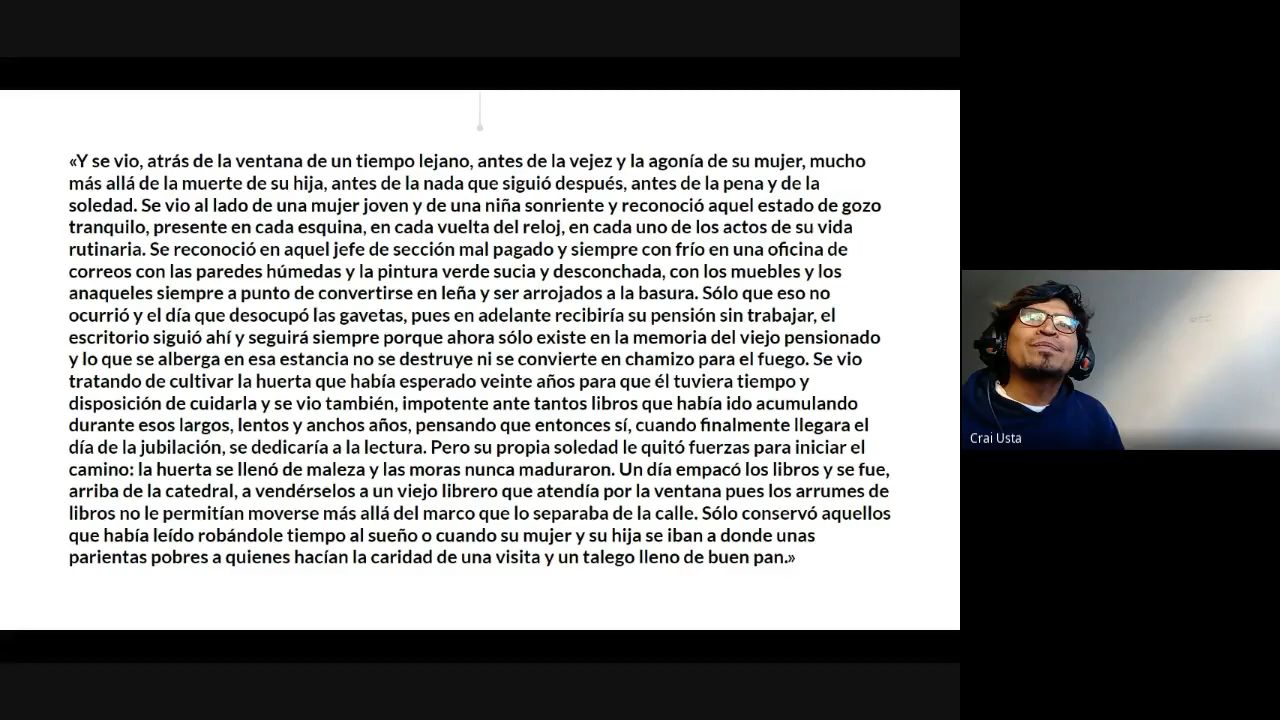 «Y se vio, atrás de la ventana de un tiempo lejano, antes de la vejez y la agonía de su mujer, mucho
más allá de la muerte de su hija, antes de la nada que siguió después, antes de la pena y de la
soledad. Se vio al lado de una mujer joven y de una niña sonriente y reconoció aquel estado de gozo
tranquilo, presente en cada esquina, en cada vuelta del reloj, en cada uno de los actos de su vida
rutinaria. Se reconoció en aquel jefe de sección mal pagado y siempre con frío en una oficina de
correos con las paredes húmedas y la pintura verde sucia y desconchada, con los muebles y los
anaqueles siempre a punto de convertirse en leña y ser arrojados a la basura. Sólo que eso no
ocurrió y el día que desocupó las gavetas, pues en adelante recibiría su pensión sin trabajar, el
escritorio siguió ahí y seguirá siempre porque ahora sólo existe en la memoria del viejo pensionado
y lo que se alberga en esa estancia no se destruye ni se convierte en chamizo para el fuego. Se vio
tratando de cultivar la huerta que había esperado veinte años para que él tuviera tiempo y
disposición de cuidarla y se vio también, impotente ante tantos libros que había ido acumulando
durante esos largos, lentos y anchos años, pensando que entonces sí, cuando finalmente llegara el
día de la jubilación, se dedicaría a la lectura. Pero su propia soledad le quitó fuerzas para iniciar el
camino: la huerta se llenó de maleza y las moras nunca maduraron. Un día empacó los libros y se fue,
arriba de la catedral, a vendérselos a un viejo librero que atendía por la ventana pues los arrumes de
libros no le permitían moverse más allá del marco que lo separaba de la calle. Sólo conservó aquellos
que había leído robándole tiempo al sueño o cuando su mujer y su hija se iban a donde unas
parientas pobres a quienes hacían la caridad de una visita y un talego lleno de buen pan.»
Crai Usta